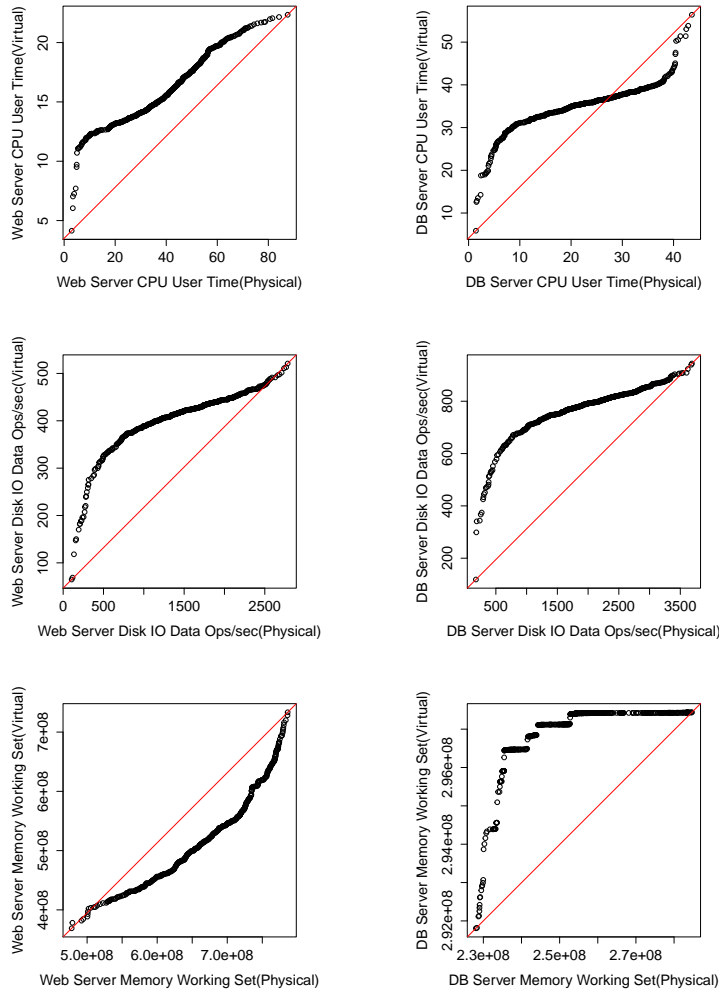 Web Server CPU User Time(Virtual)
5 10 15 20
0 20 40 60 80
Web Server CPU User Time(Physical)
DB Server CPU User Time(Virtual)
10 20 30 40 50
0 10 20 30 40
DB Server CPU User Time(Physical)
Web Server Disk IO Data Ops/sec(Virtual)
100 200 300 400 500
0 500 1500 2500
Web Server Disk IO Data Ops/sec(Physical)
DB Server Disk IO Data Ops/sec(Virtual)
200 400 600 800
500 1500 2500 3500
DB Server Disk IO Data Ops/sec(Physical)
Web Server Memory Working Set(Virtual)
4e+08 5e+08 6e+08 7e+08
5.0e+08 6.0e+08 7.0e+08
Web Server Memory Working Set(Physical)
DB Server Memory Working Set(Virtual)
2.92e+08 2.94e+08 2.96e+08
2.3e+08 2.5e+08 2.7e+08
DB Server Memory Working Set(Physical)